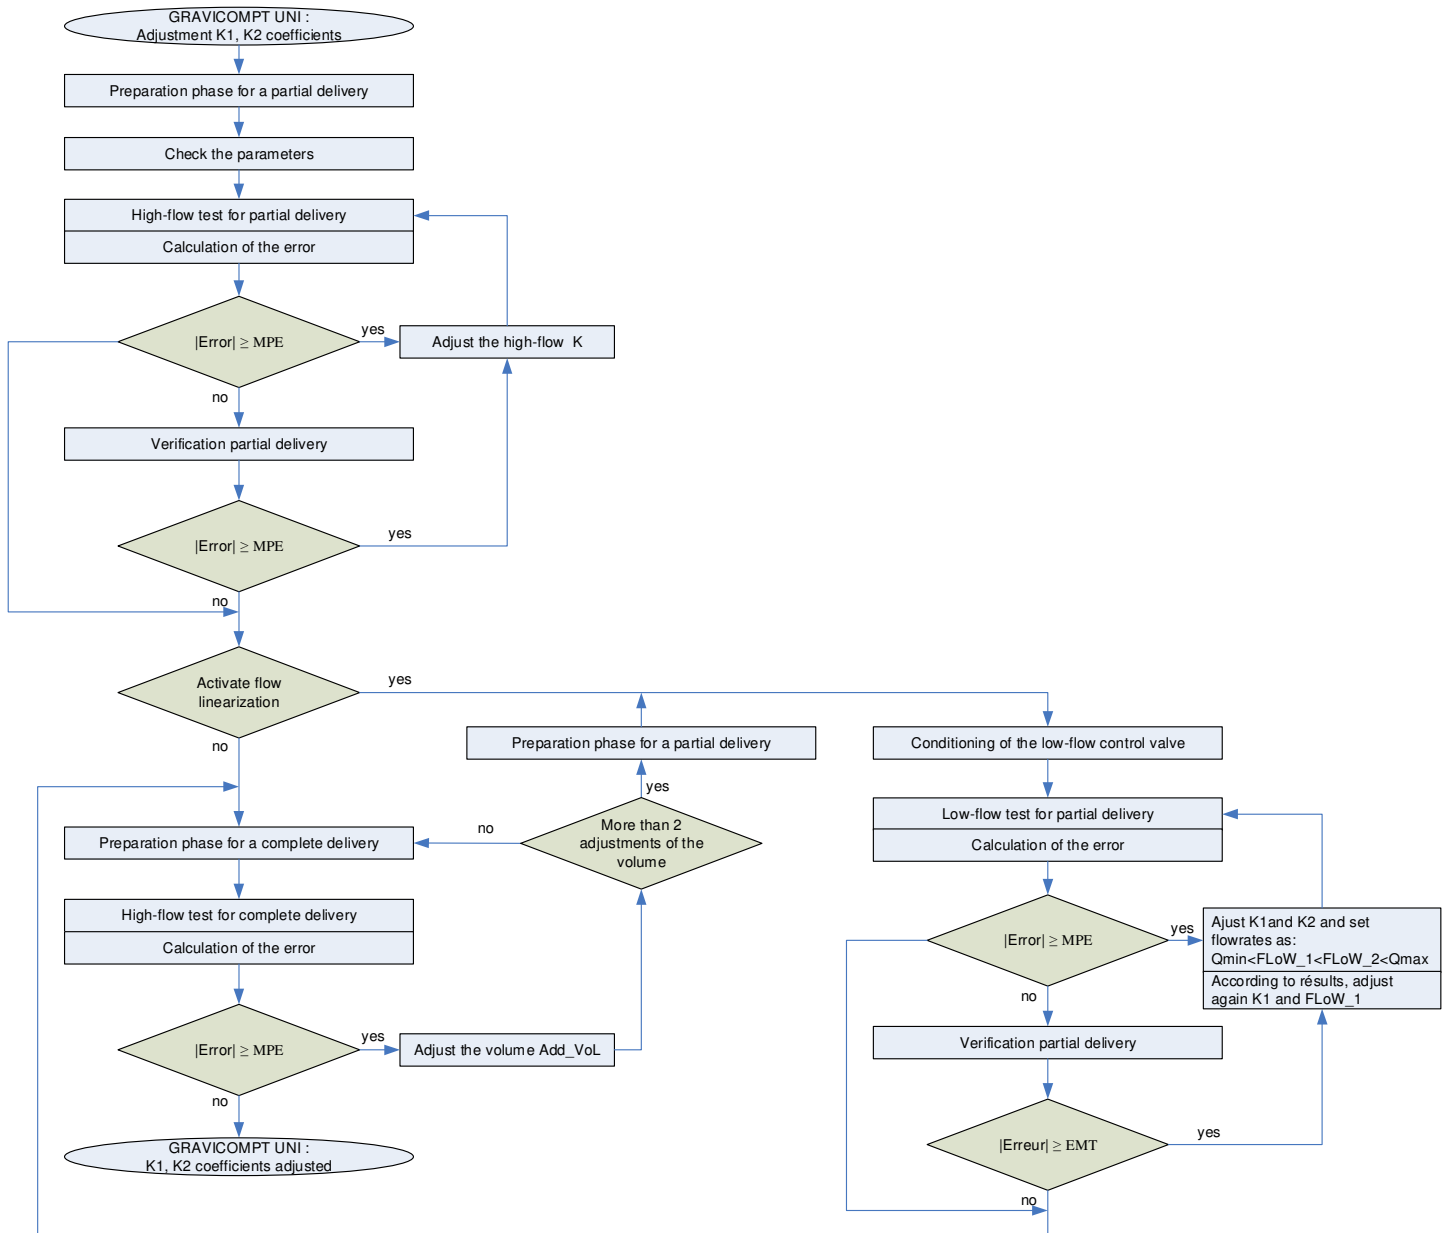 GRAVICOMPT UNI :
Adjustment K1, K2 coefficients
Preparation phase for a partial delivery
Check the parameters
High-flow test for partial delivery
Calculation of the error
|Error| ≥ MPE
yes
Adjust the high-flow  K
no
Verification partial delivery
|Error| ≥ MPE
yes
no
Activate flow
linearization
yes
no
Preparation phase for a partial delivery
yes
More than 2
adjustments of the
volume
no
Preparation phase for a complete delivery
High-flow test for complete delivery
Calculation of the error
|Error| ≥ MPE
yes
Adjust the volume Add_VoL
no
GRAVICOMPT UNI :
K1, K2 coefficients adjusted
Conditioning of the low-flow control valve
Low-flow test for partial delivery
Calculation of the error
|Error| ≥ MPE
yes
Ajust K1and K2 and set
flowrates as:
Qmin<FLoW_1<FLoW_2<Qmax
According to résults, adjust
again K1 and FLoW_1
no
Verification partial delivery
|Erreur| ≥ EMT
yes
no